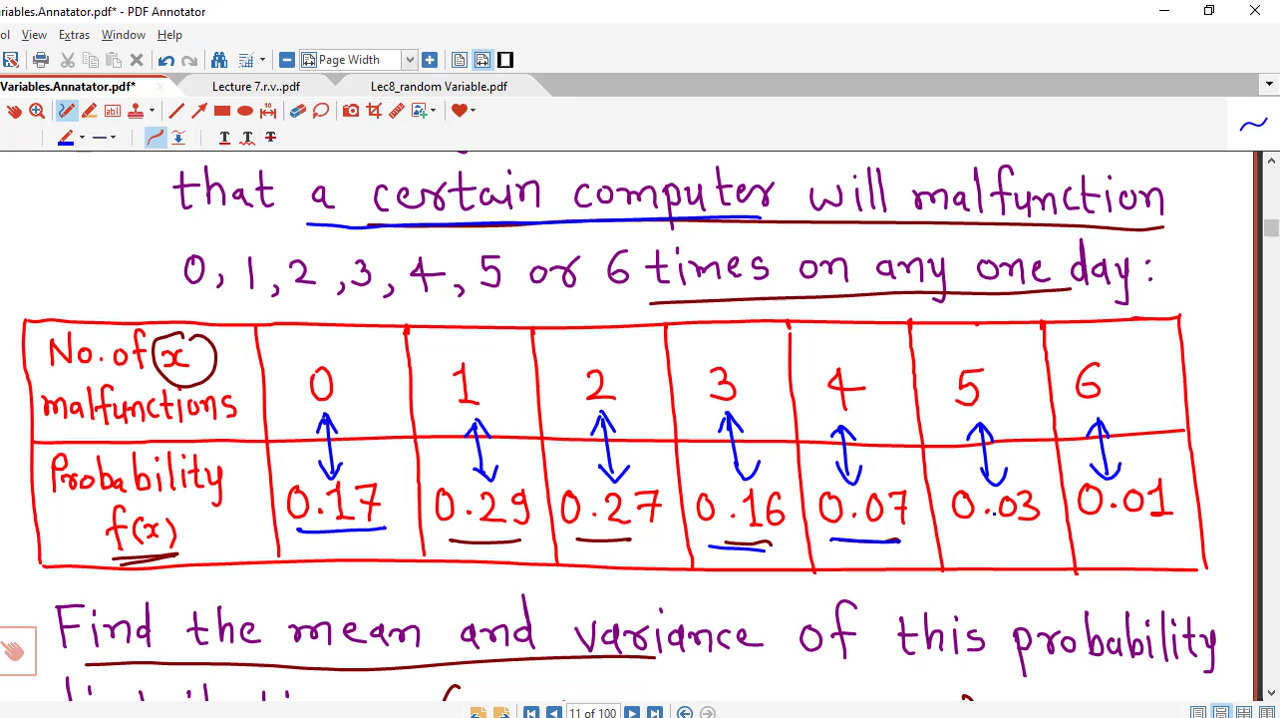 ariables.Annatator.pdf* - PDF Annotator
ol View Extras Window Help
Page Width
Variables.Annatator.pdf* Lecture 7.r.v..pdf Lec8_random Variable.pdf
that a certain computer will malfunction
0, 1, 2, 3, 4, 5 or 6 times on any one day:
No. of x malfunctions 0 1 2 3 4 5 6
Probability f(x) 0.17 0.29 0.27 0.16 0.07 0.03 0.01
Find the mean and variance of this probability
11 of 100